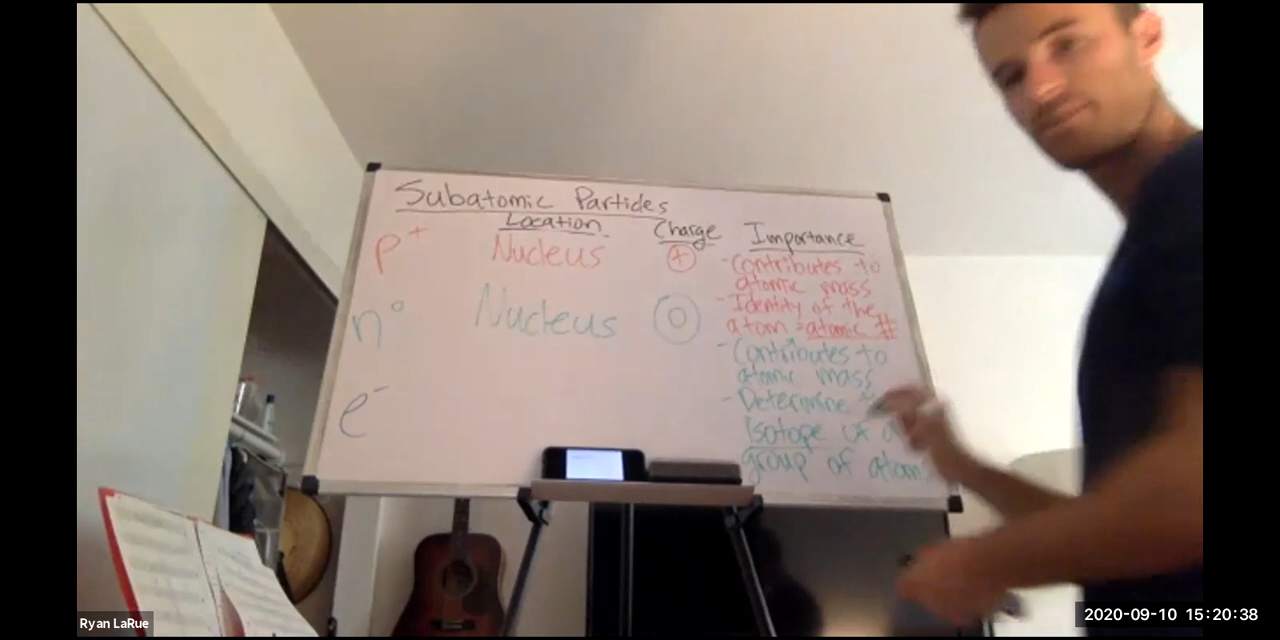 Subatomic Particles
Location Charge Importance
p+ Nucleus + -Contributes to
atomic mass
-Identity of the
atom = atomic #
n° Nucleus 0 -Contributes to
atomic mass
-Determine
isotope of a
group of atom
e-
Ryan LaRue
2020-09-10 15:20:38